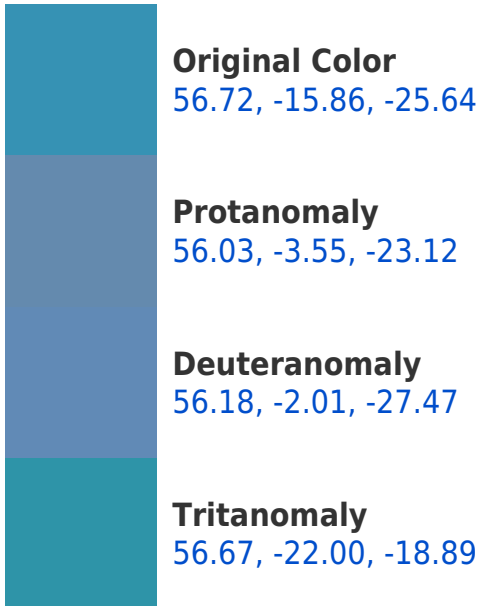 Original Color
56.72, -15.86, -25.64
Protanomaly
56.03, -3.55, -23.12
Deuteranomaly
56.18, -2.01, -27.47
Tritanomaly
56.67, -22.00, -18.89